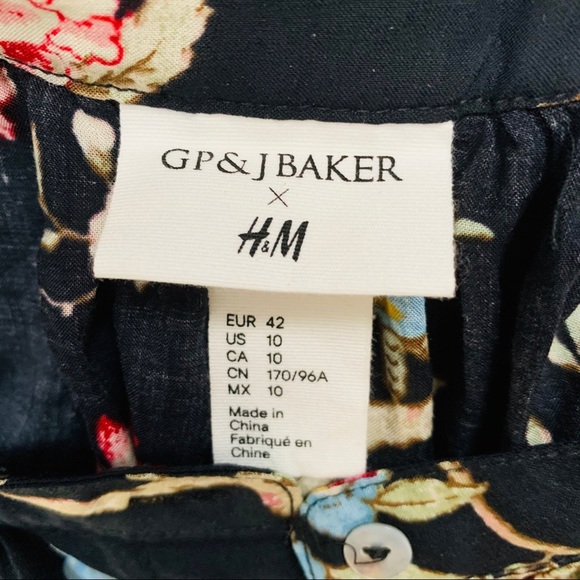 GP & J BAKER
×
H&M
EUR 42
US 10
CA 10
CN 170/96A
MX 10
Made in
China
Fabriqué en
Chine